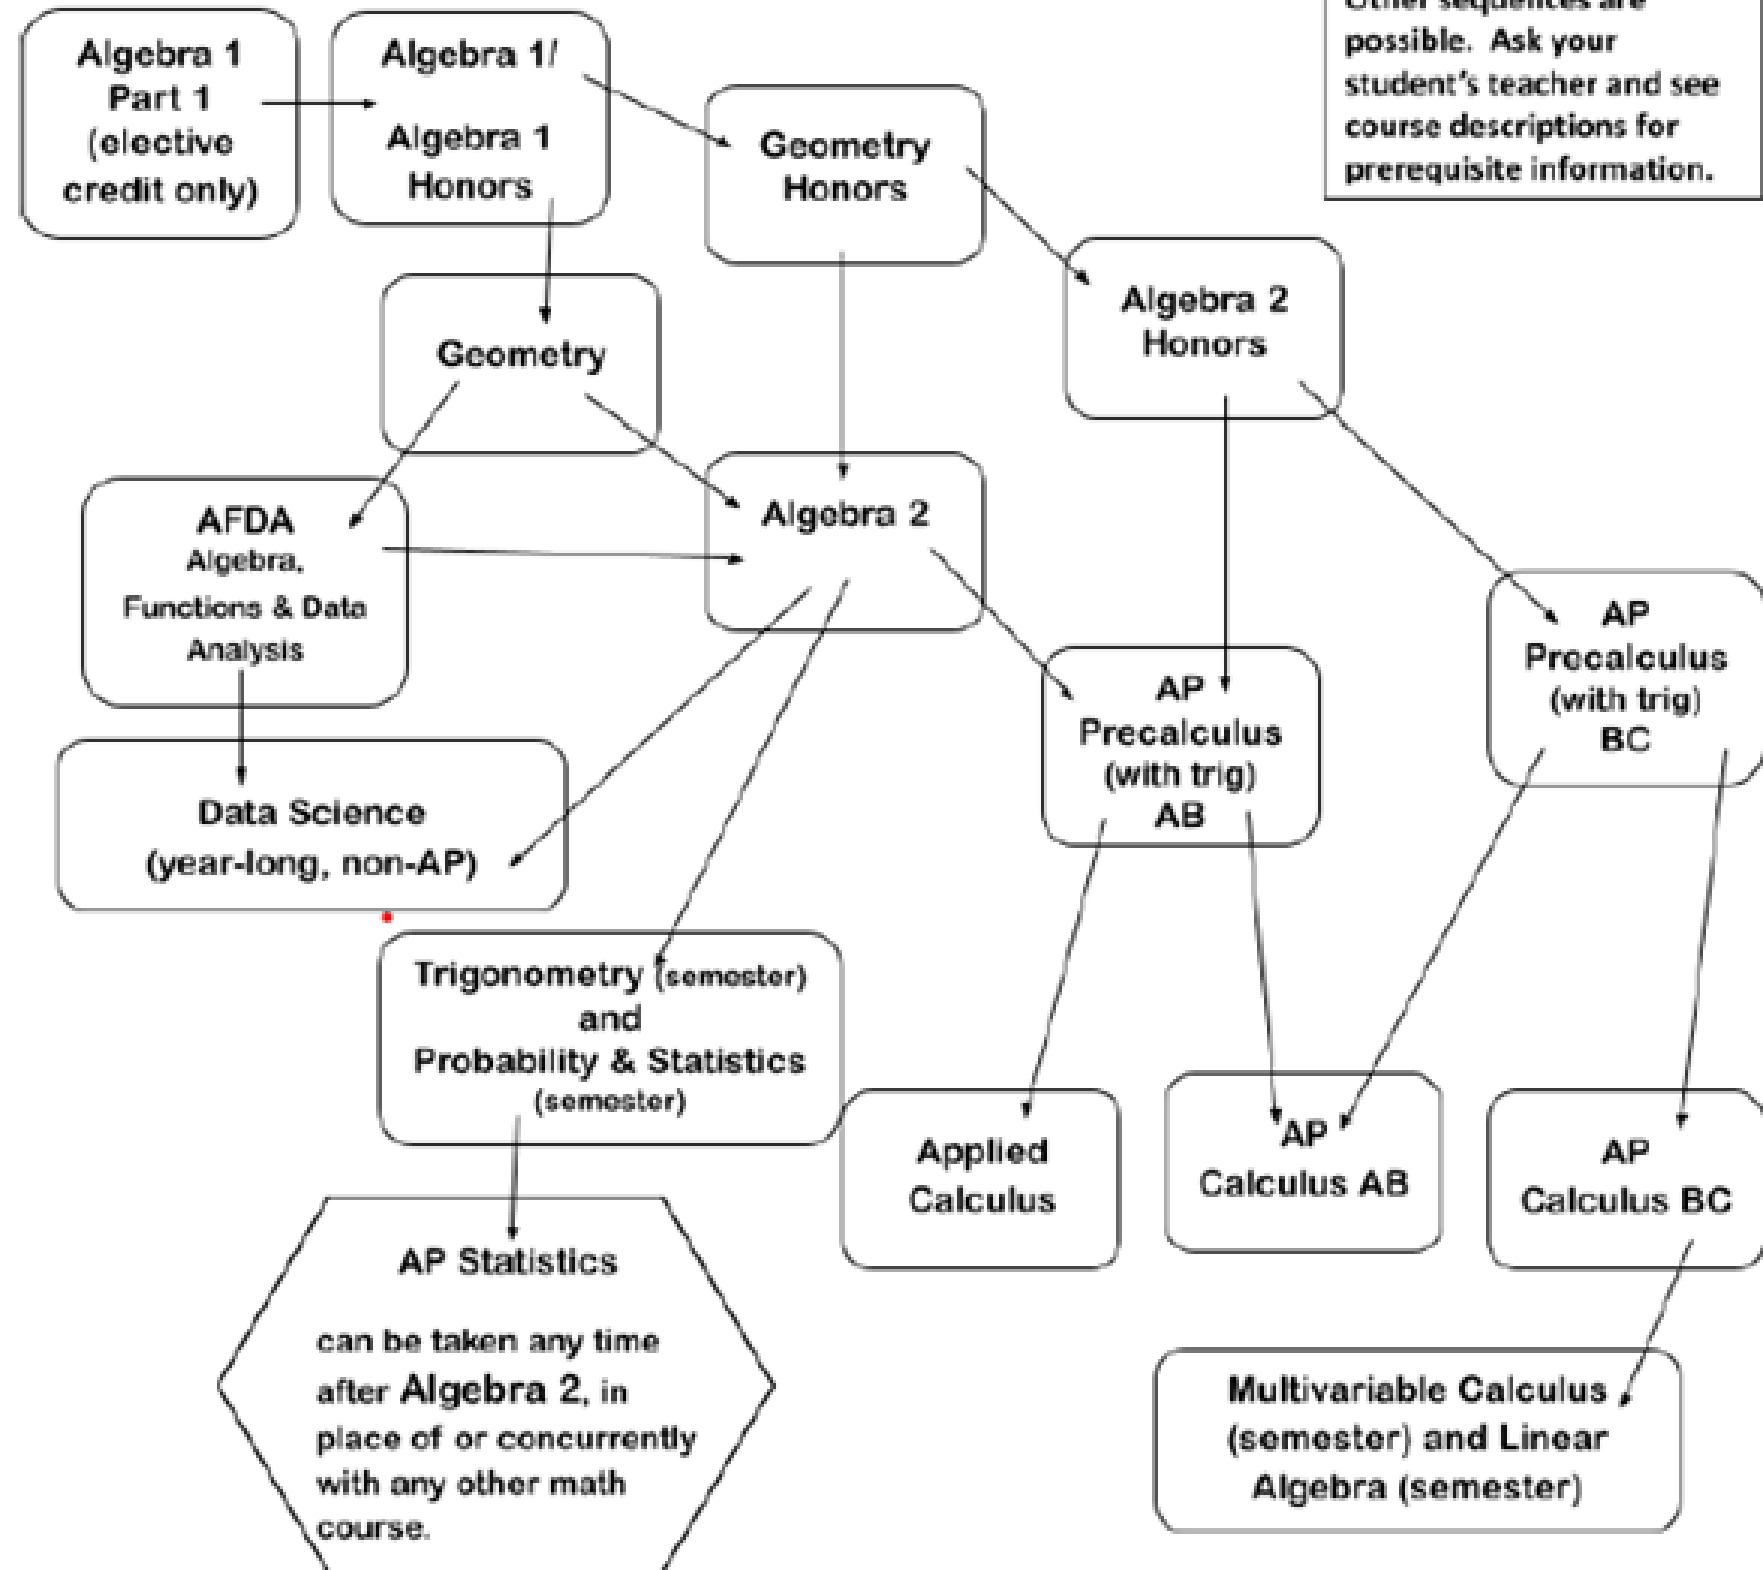 Algebra 1
Part 1
(elective
credit only)
Algebra 1/
Algebra 1
Honors
Geometry
Honors
Other sequences are
possible. Ask your
student's teacher and see
course descriptions for
prerequisite information.
Algebra 2
Honors
Geometry
AFDA
Algebra,
Functions & Data
Analysis
Algebra 2
AP
Precalculus
(with trig)
AB
AP
Precalculus
(with trig)
BC
Data Science
(year-long, non-AP)
Trigonometry (semester)
and
Probability & Statistics
(semester)
Applied
Calculus
AP
Calculus AB
AP
Calculus BC
AP Statistics
can be taken any time
after Algebra 2, in
place of or concurrently
with any other math
course.
Multivariable Calculus
(semester) and Linear
Algebra (semester)